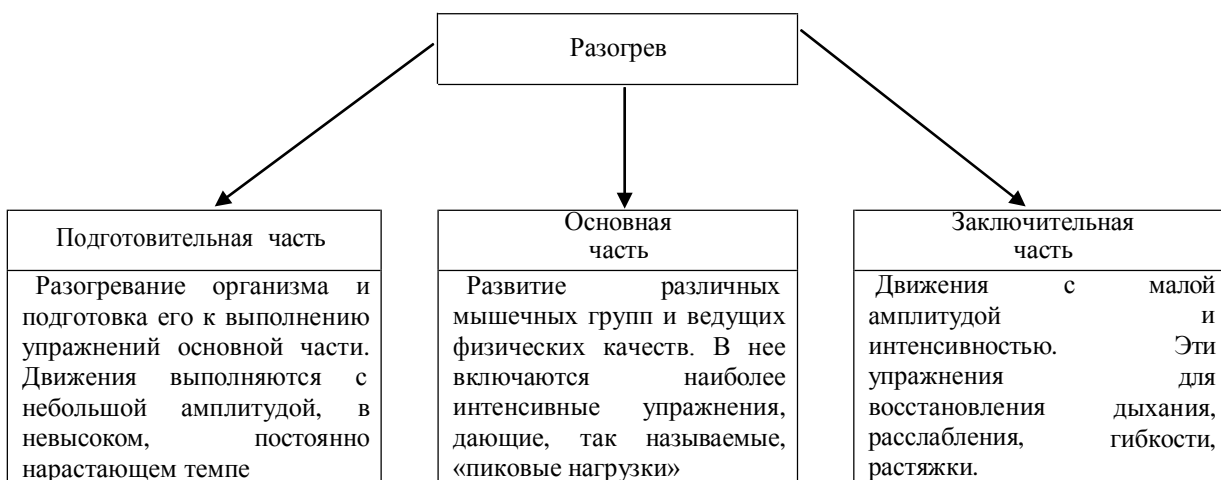 Разогрев
Подготовительная часть
Разогревание организма и
подготовка его к выполнению
упражнений основной части.
Движения выполняются с
небольшой амплитудой, в
невысоком, постоянно
нарастающем темпе
Основная
часть
Развитие различных
мышечных групп и ведущих
физических качеств. В нее
включаются наиболее
интенсивные упражнения,
дающие, так называемые,
«пиковые нагрузки»
Заключительная
часть
Движения с малой
амплитудой и
интенсивностью. Эти
упражнения для
восстановления дыхания,
расслабления, гибкости,
растяжки.